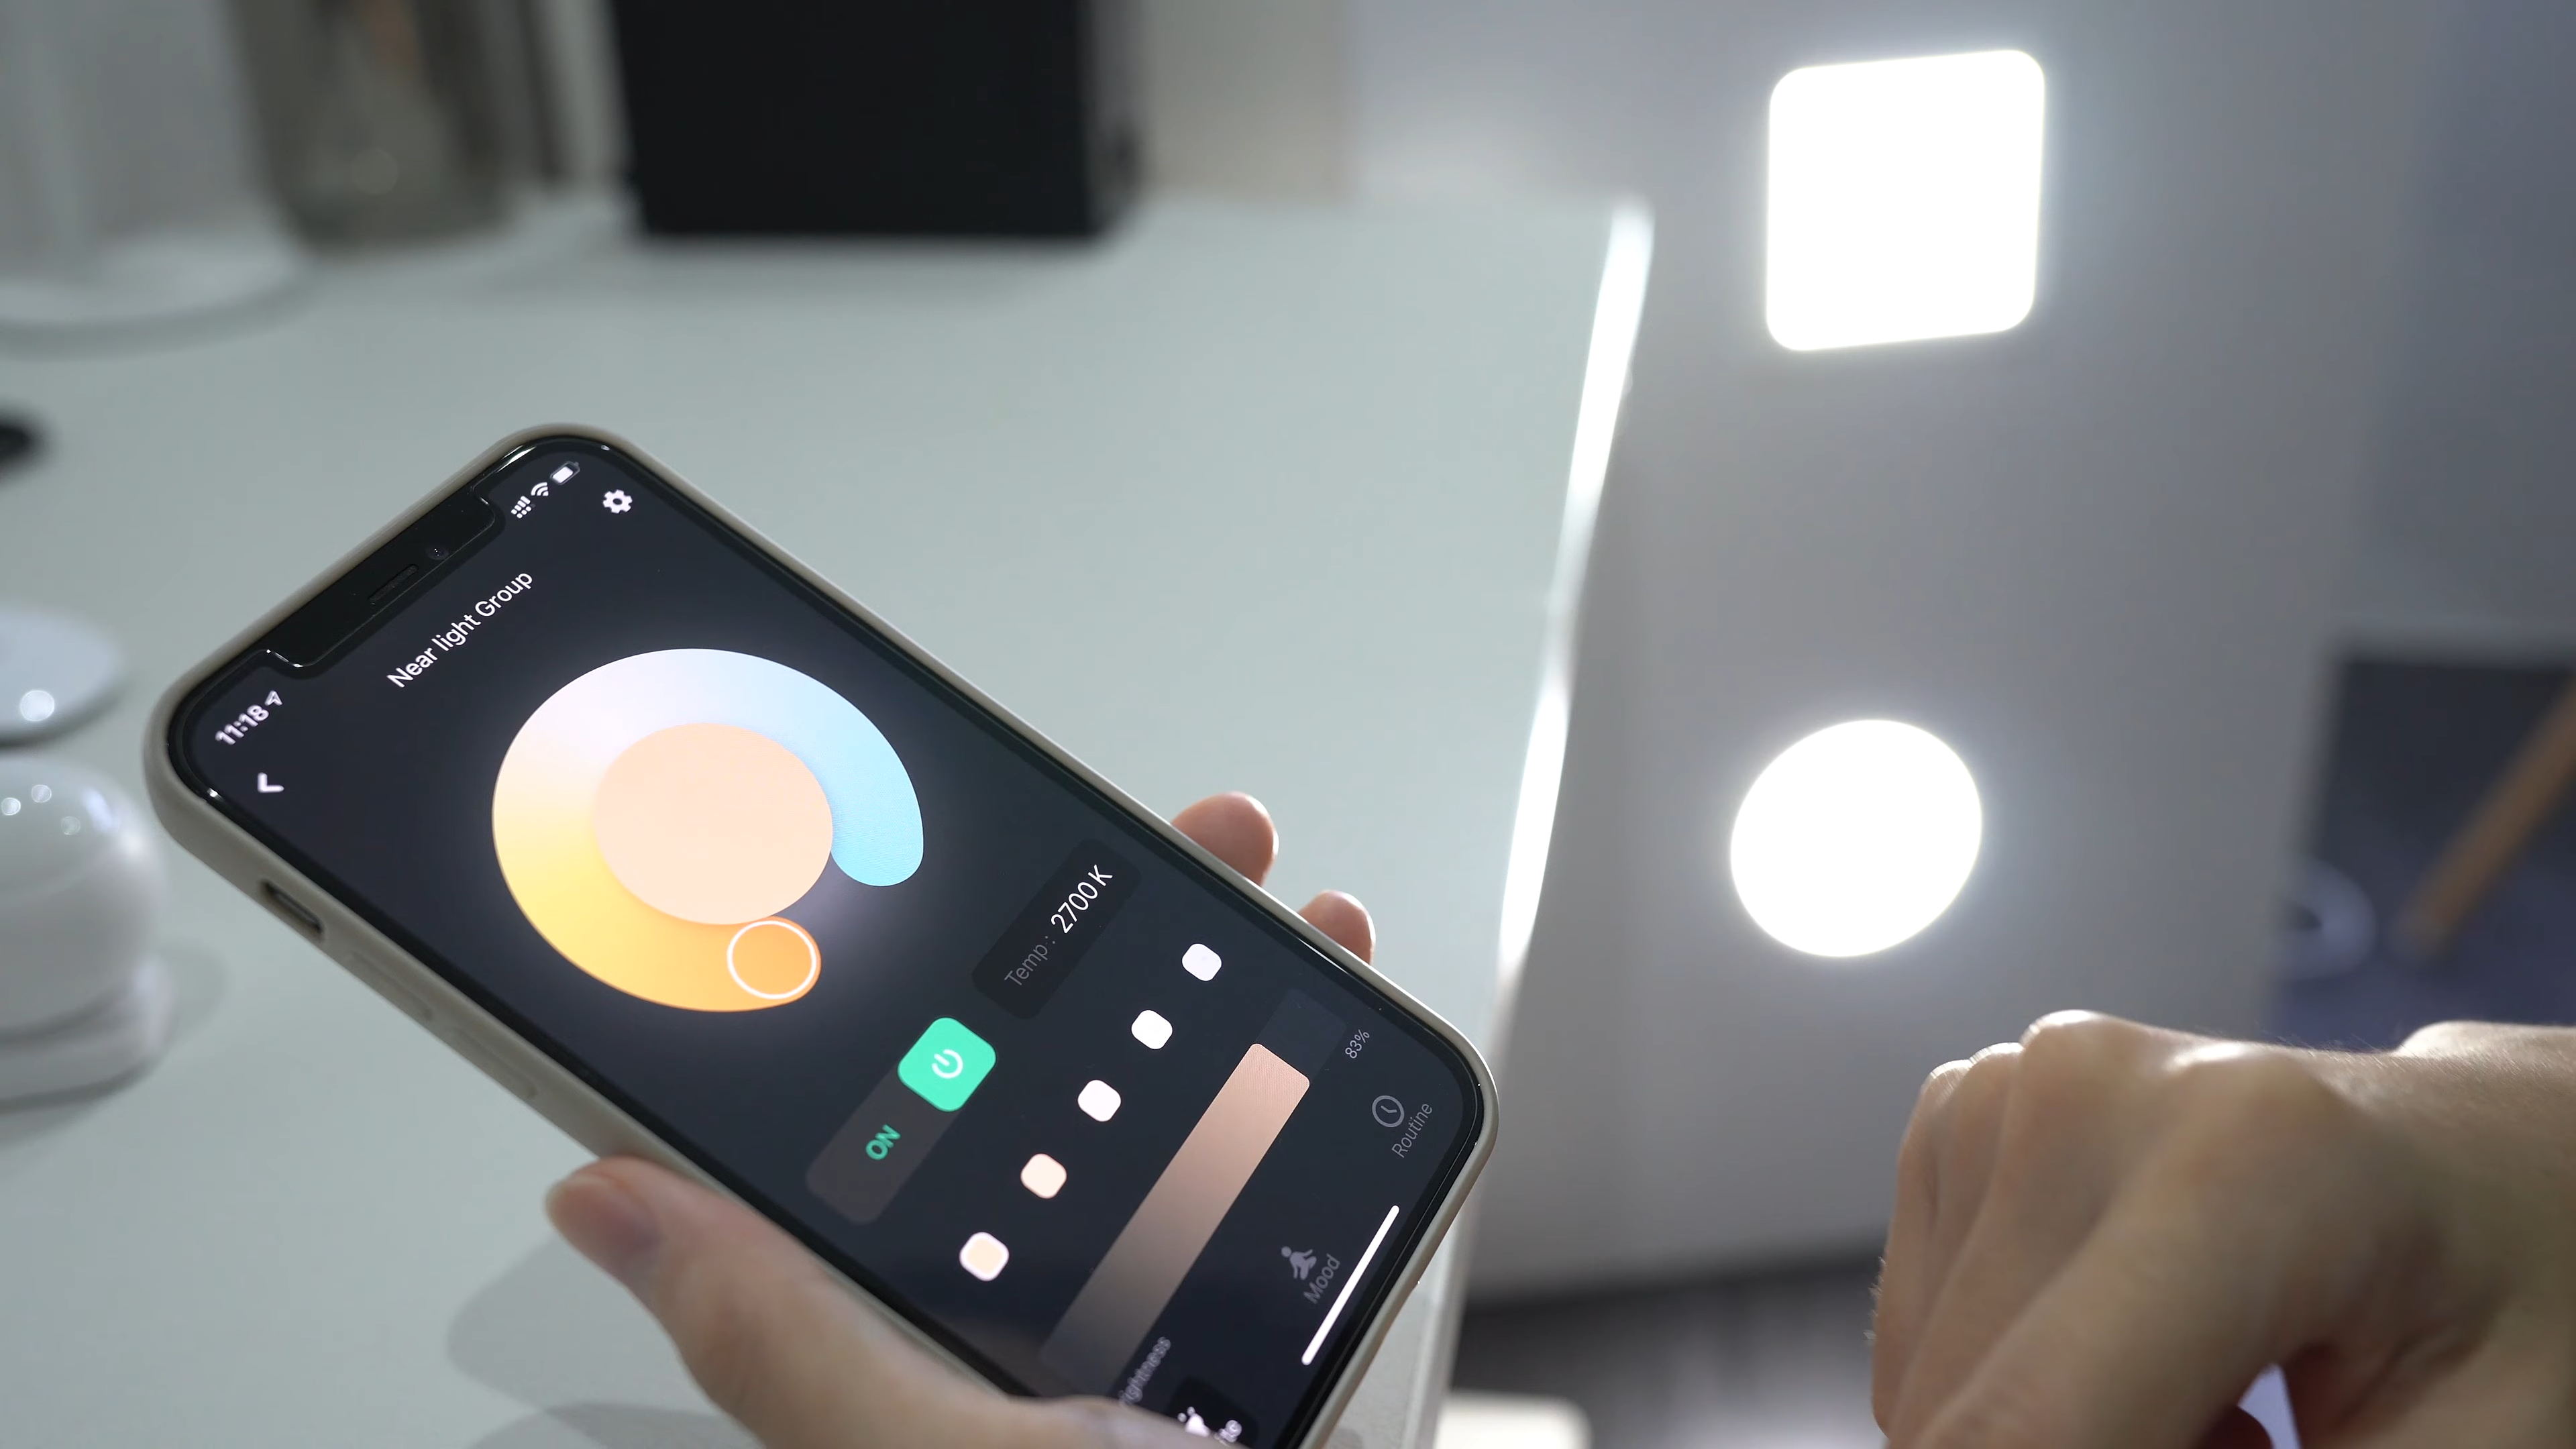 11:18
Near light Group
Temp: 2700 K
ON
83%
Mood
Routine